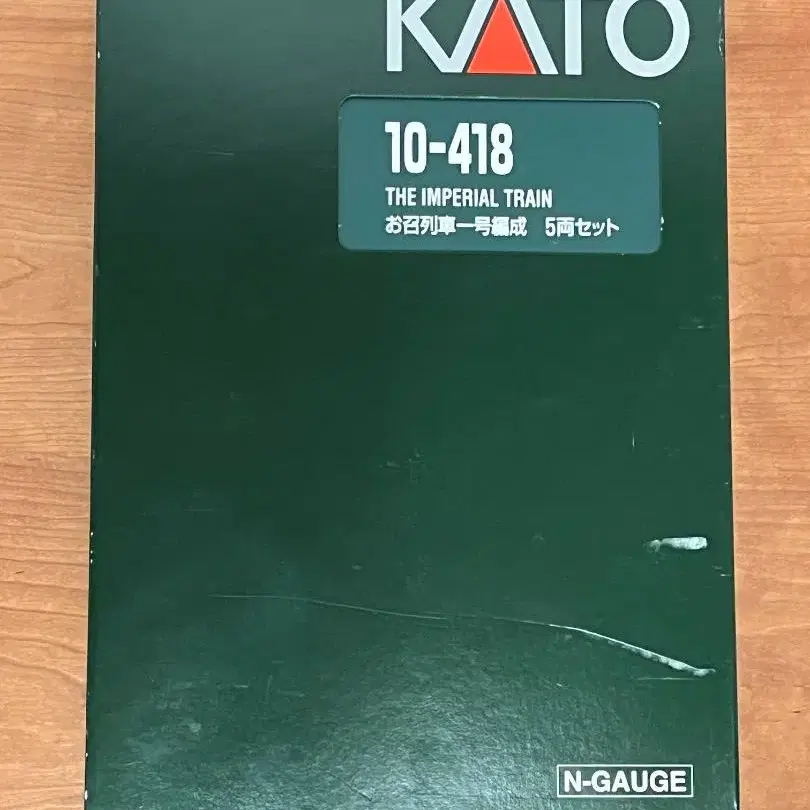 KATO
10-418
THE IMPERIAL TRAIN
お召列車一号編成 5両セット
N-GAUGE